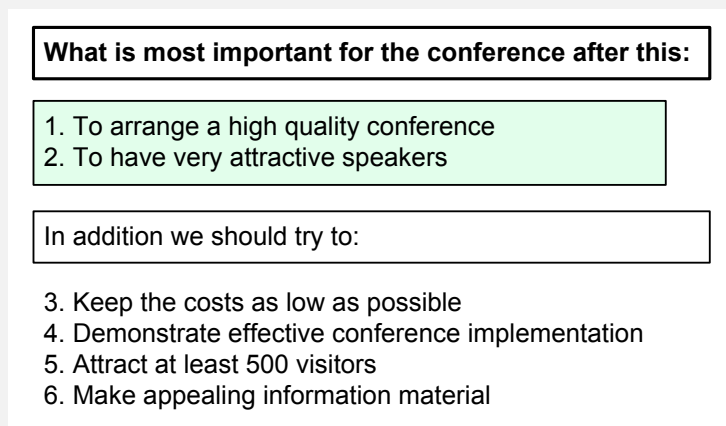 What is most important for the conference after this:
1. To arrange a high quality conference
2. To have very attractive speakers
In addition we should try to:
3. Keep the costs as low as possible
4. Demonstrate effective conference implementation
5. Attract at least 500 visitors
6. Make appealing information material